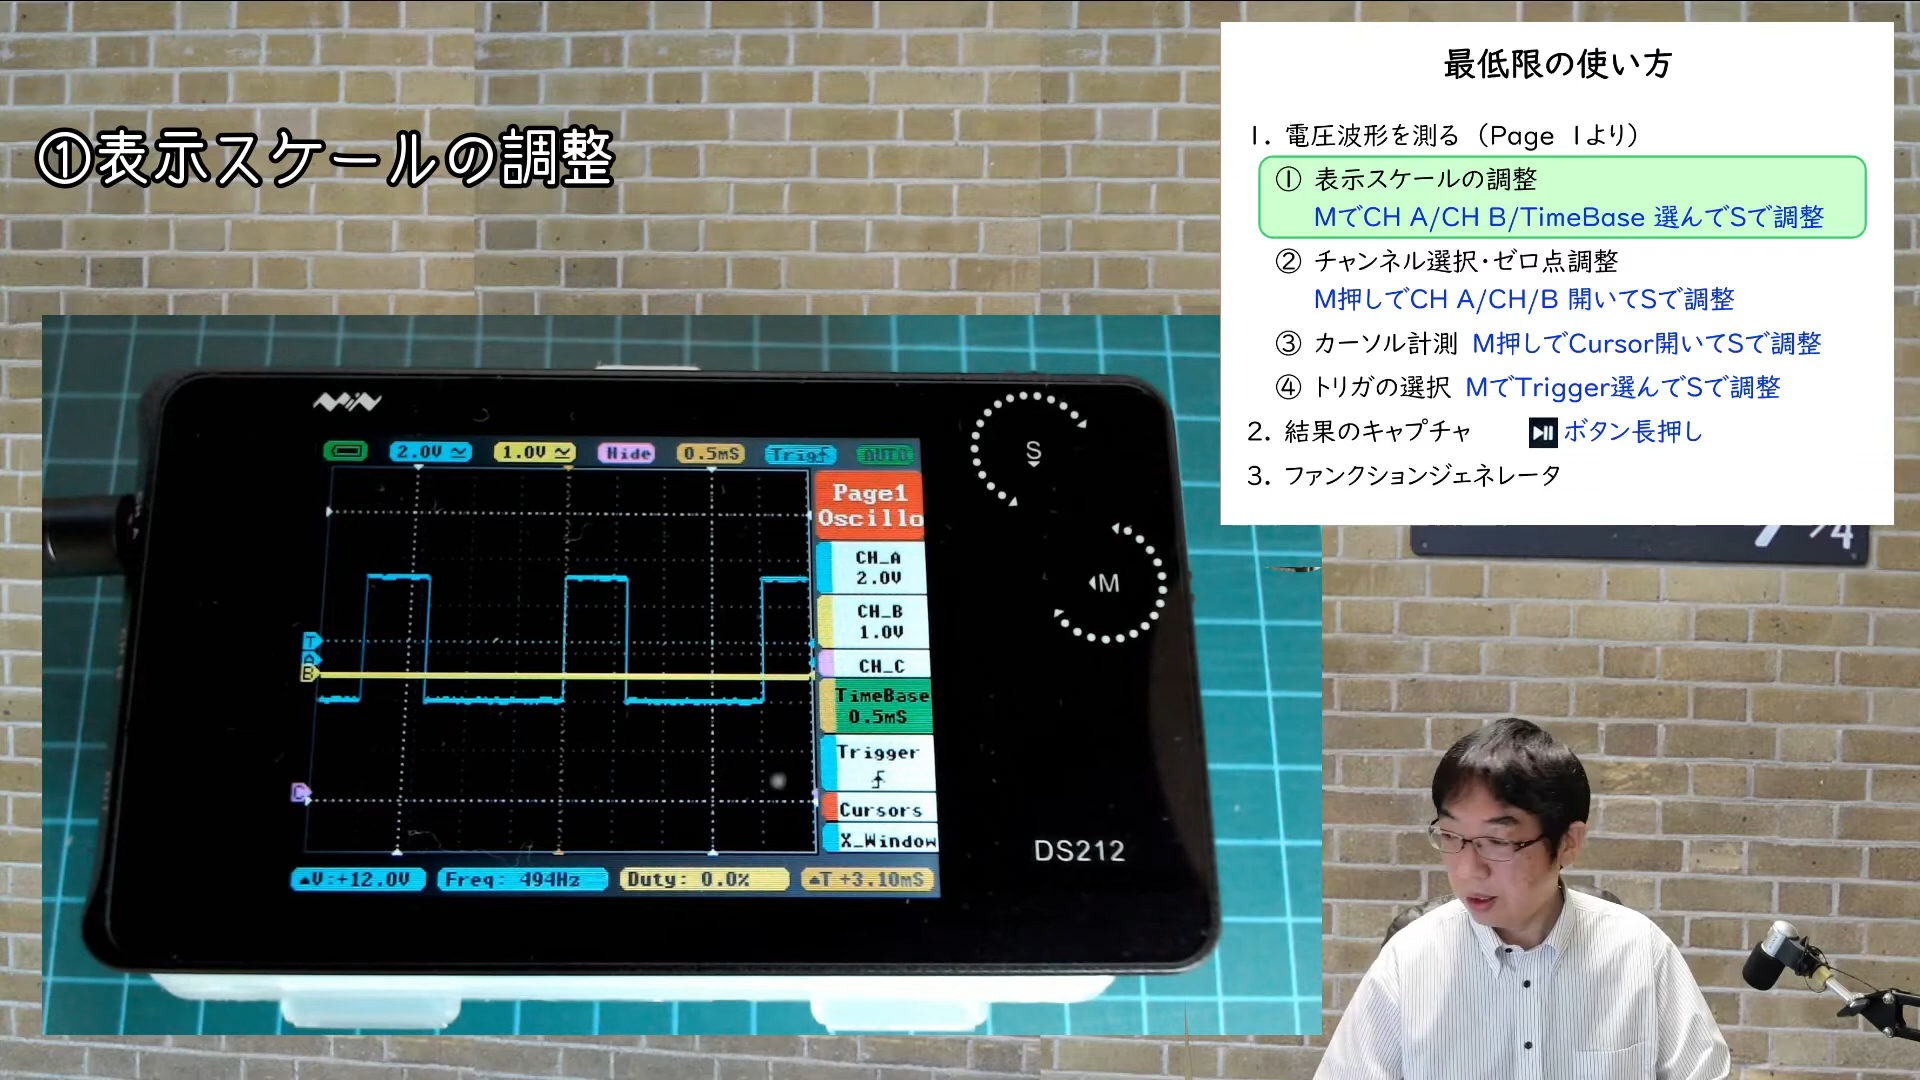 ①表示スケールの調整
最低限の使い方
1. 電圧波形を測る（Page 1より）
① 表示スケールの調整
MでCH A/CH B/TimeBase 選んでSで調整
② チャンネル選択・ゼロ点調整
M押しでCH A/CH/B 開いてSで調整
③ カーソル計測 M押しでCursor開いてSで調整
④ トリガの選択 MでTrigger選んでSで調整
2. 結果のキャプチャ ボタン長押し
3. ファンクションジェネレータ
2.0V 1.0V Hide 0.5mS Trig AUTO
Page1
Oscillo
CH_A
2.0V
CH_B
1.0V
CH_C
TimeBase
0.5mS
Trigger
Cursors
X_Window
T
A
B
C
▲V:+12.0V Freq: 494Hz Duty: 0.0% ▲T +3.10mS
S
M
DS212